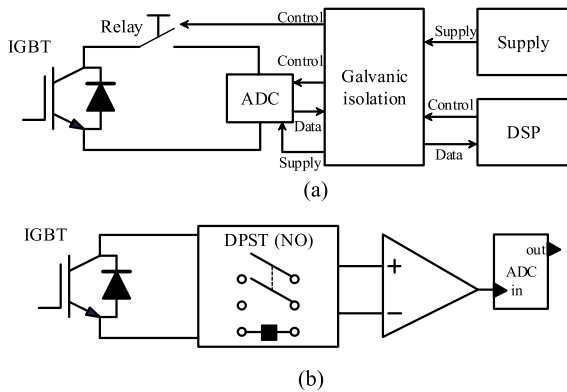 Relay
Control
IGBT
Supply
Supply
Control
Galvanic
isolation
ADC
Control
Data
DSP
Data
Supply
(a)
IGBT
DPST (NO)
out
+
ADC
in
−
(b)